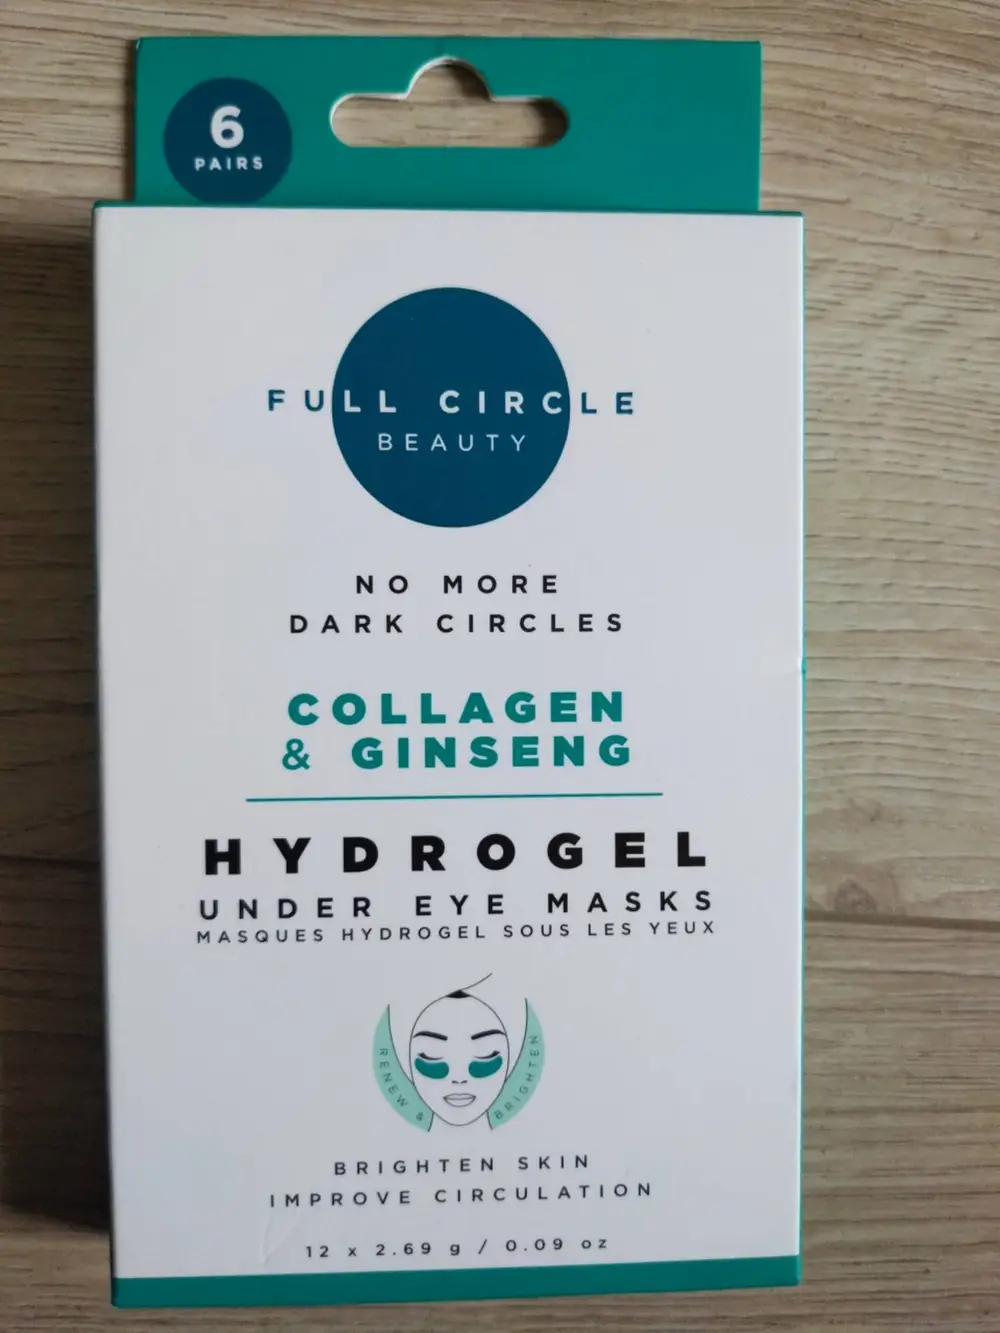 6
PAIRS
FULL CIRCLE
BEAUTY
NO MORE
DARK CIRCLES
COLLAGEN
& GINSENG
HYDROGEL
UNDER EYE MASKS
MASQUES HYDROGEL SOUS LES YEUX
RENEW &
BRIGHTEN
BRIGHTEN SKIN
IMPROVE CIRCULATION
12 x 2.69 g / 0.09 oz